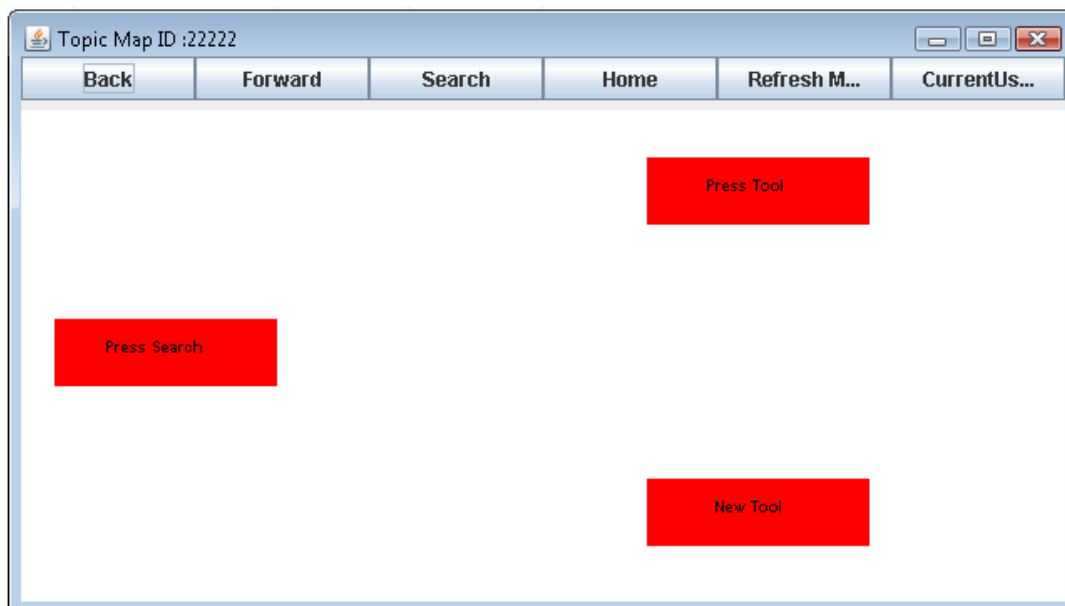 Topic Map ID :22222
Back Forward Search Home Refresh M... CurrentUs...
Press Tool
Press Search
New Tool